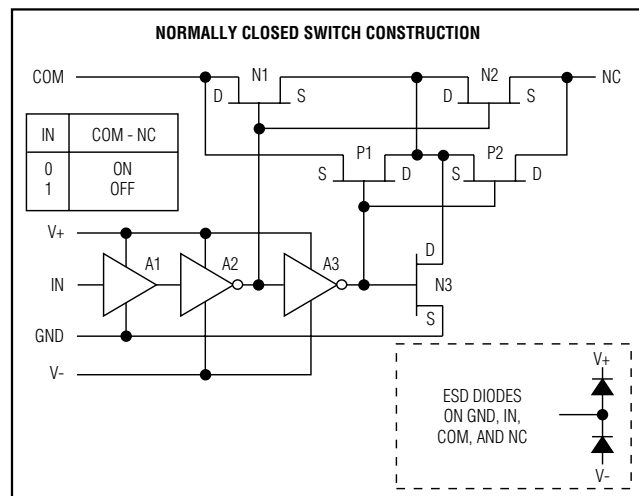 NORMALLY CLOSED SWITCH CONSTRUCTION
COM N1 N2 NC
D S D S
IN COM - NC
0 ON
1 OFF
P1 P2
S D S D
V+
IN A1 A2 A3 D
N3
S
GND
V-
ESD DIODES
ON GND, IN,
COM, AND NC
V+
V-